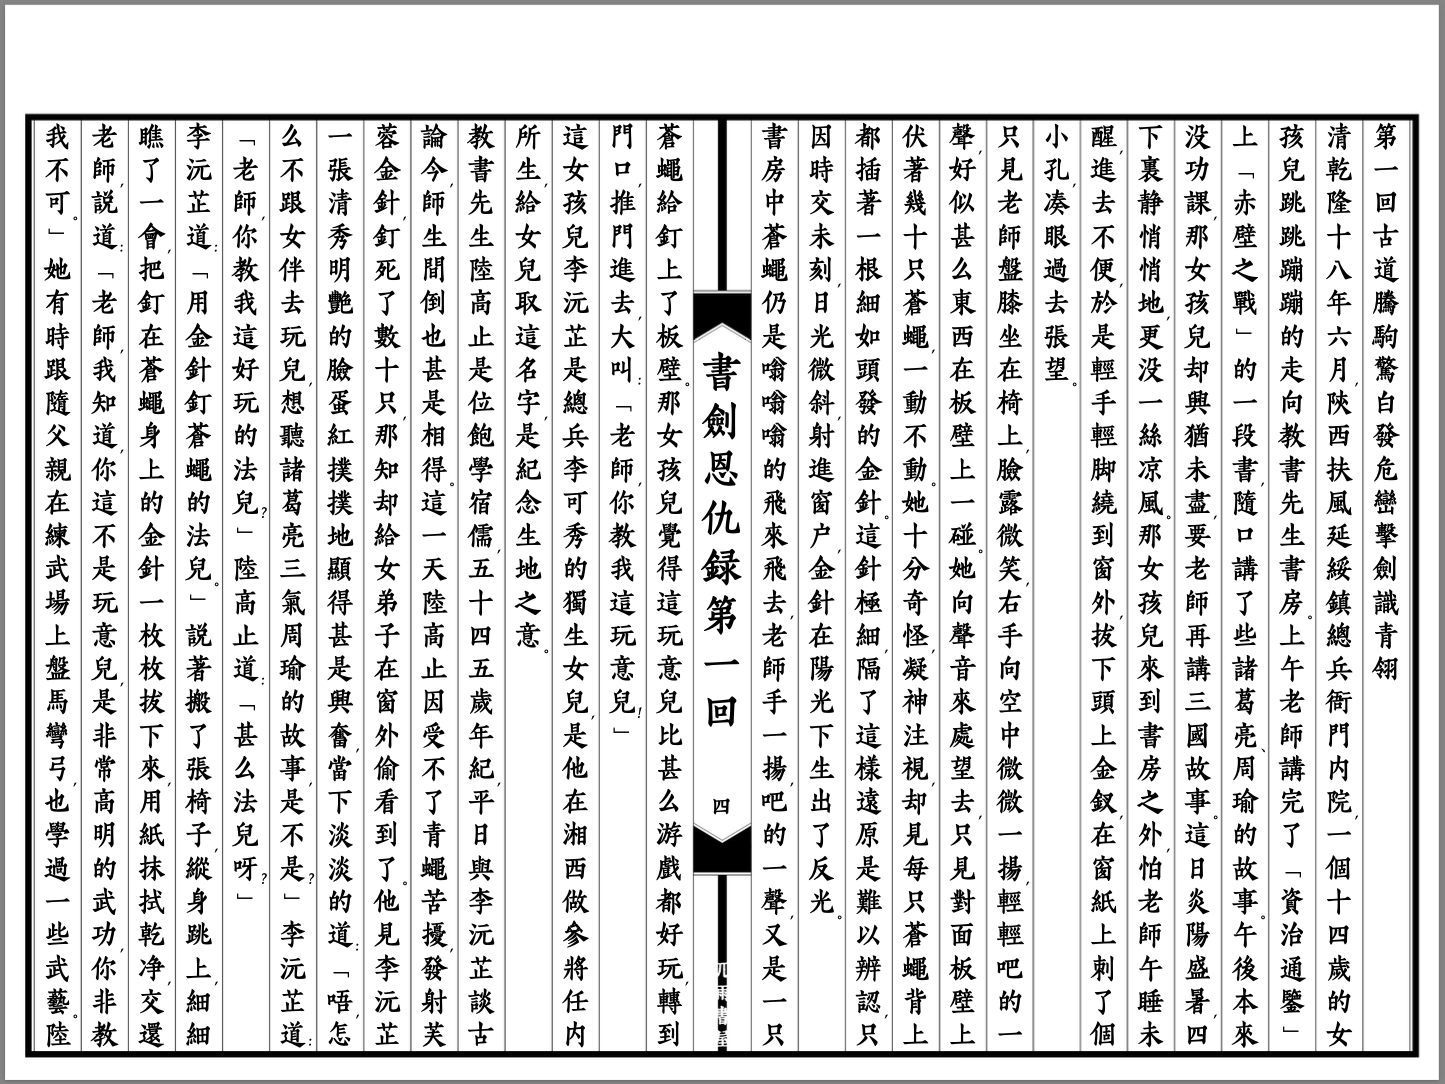 第一回古道騰駒驚白發危巒擊劍識青翎
清乾隆十八年六月，陝西扶風延綏鎮總兵衙門内院，一個十四歲的女
孩兒跳跳蹦蹦的走向教書先生書房。上午老師講完了「資治通鑒」
上「赤壁之戰」的一段書，隨口講了些諸葛亮、周瑜的故事。午後本來
没功課，那女孩兒却興猶未盡，要老師再講三國故事。這日炎陽盛暑，四
下裏静悄悄地，更没一絲凉風。那女孩兒來到書房之外，怕老師午睡未
醒，進去不便，於是輕手輕脚繞到窗外，拔下頭上金釵，在窗紙上刺了個
小孔，凑眼過去張望。
只見老師盤膝坐在椅上，臉露微笑，右手向空中微微一揚，輕輕吧的一
聲，好似甚么東西在板壁上一碰。她向聲音來處望去，只見對面板壁上
伏著幾十只蒼蠅，一動不動。她十分奇怪，凝神注視，却見每只蒼蠅背上
都插著一根細如頭發的金針。這針極細，隔了這樣遠原是難以辨認，只
因時交未刻，日光微斜，射進窗户，金針在陽光下生出了反光。
書房中蒼蠅仍是嗡嗡嗡的飛來飛去，老師手一揚，吧的一聲，又是一只
書劍恩仇録第一回
四
蒼蠅給釘上了板壁。那女孩兒覺得這玩意兒比甚么游戲都好玩，轉到
門口，推門進去，大叫：「老師，你教我這玩意兒！」
這女孩兒李沅芷是總兵李可秀的獨生女兒，是他在湘西做參將任内
所生，給女兒取這名字，是紀念生地之意。
教書先生陸高止是位飽學宿儒，五十四五歲年紀，平日與李沅芷談古
論今，師生間倒也甚是相得。這一天陸高止因受不了青蠅苦擾，發射芙
蓉金針，釘死了數十只，那知却給女弟子在窗外偷看到了。他見李沅芷
一張清秀明艷的臉蛋紅撲撲地顯得甚是興奮，當下淡淡的道：「唔，怎
么不跟女伴去玩兒，想聽諸葛亮三氣周瑜的故事，是不是？」李沅芷道：
「老師，你教我這好玩的法兒？」陸高止道：「甚么法兒呀？」
李沅芷道：「用金針釘蒼蠅的法兒。」説著搬了張椅子，縱身跳上，細細
瞧了一會，把釘在蒼蠅身上的金針一枚枚拔下來，用紙抹拭乾净，交還
老師，説道：「老師，我知道，你這不是玩意兒，是非常高明的武功，你非教
我不可。」她有時跟隨父親在練武場上盤馬彎弓，也學過一些武藝。陸